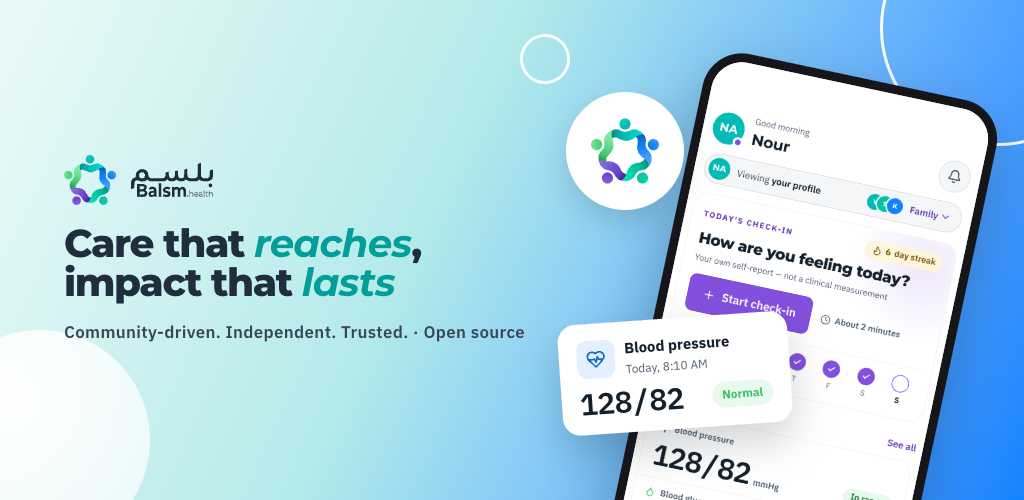 بلسم
Balsm.health
Care that reaches,
impact that lasts
Community-driven. Independent. Trusted. · Open source
NA
Good morning
Nour
NA
Viewing your profile
K
Family
TODAY'S CHECK-IN
6 day streak
How are you feeling today?
Your own self-report — not a clinical measurement
Start check-in
About 2 minutes
T
F
S
S
Blood pressure
Today, 8:10 AM
128/82
Normal
See all
Blood pressure
128/82 mmHg
In
Blood